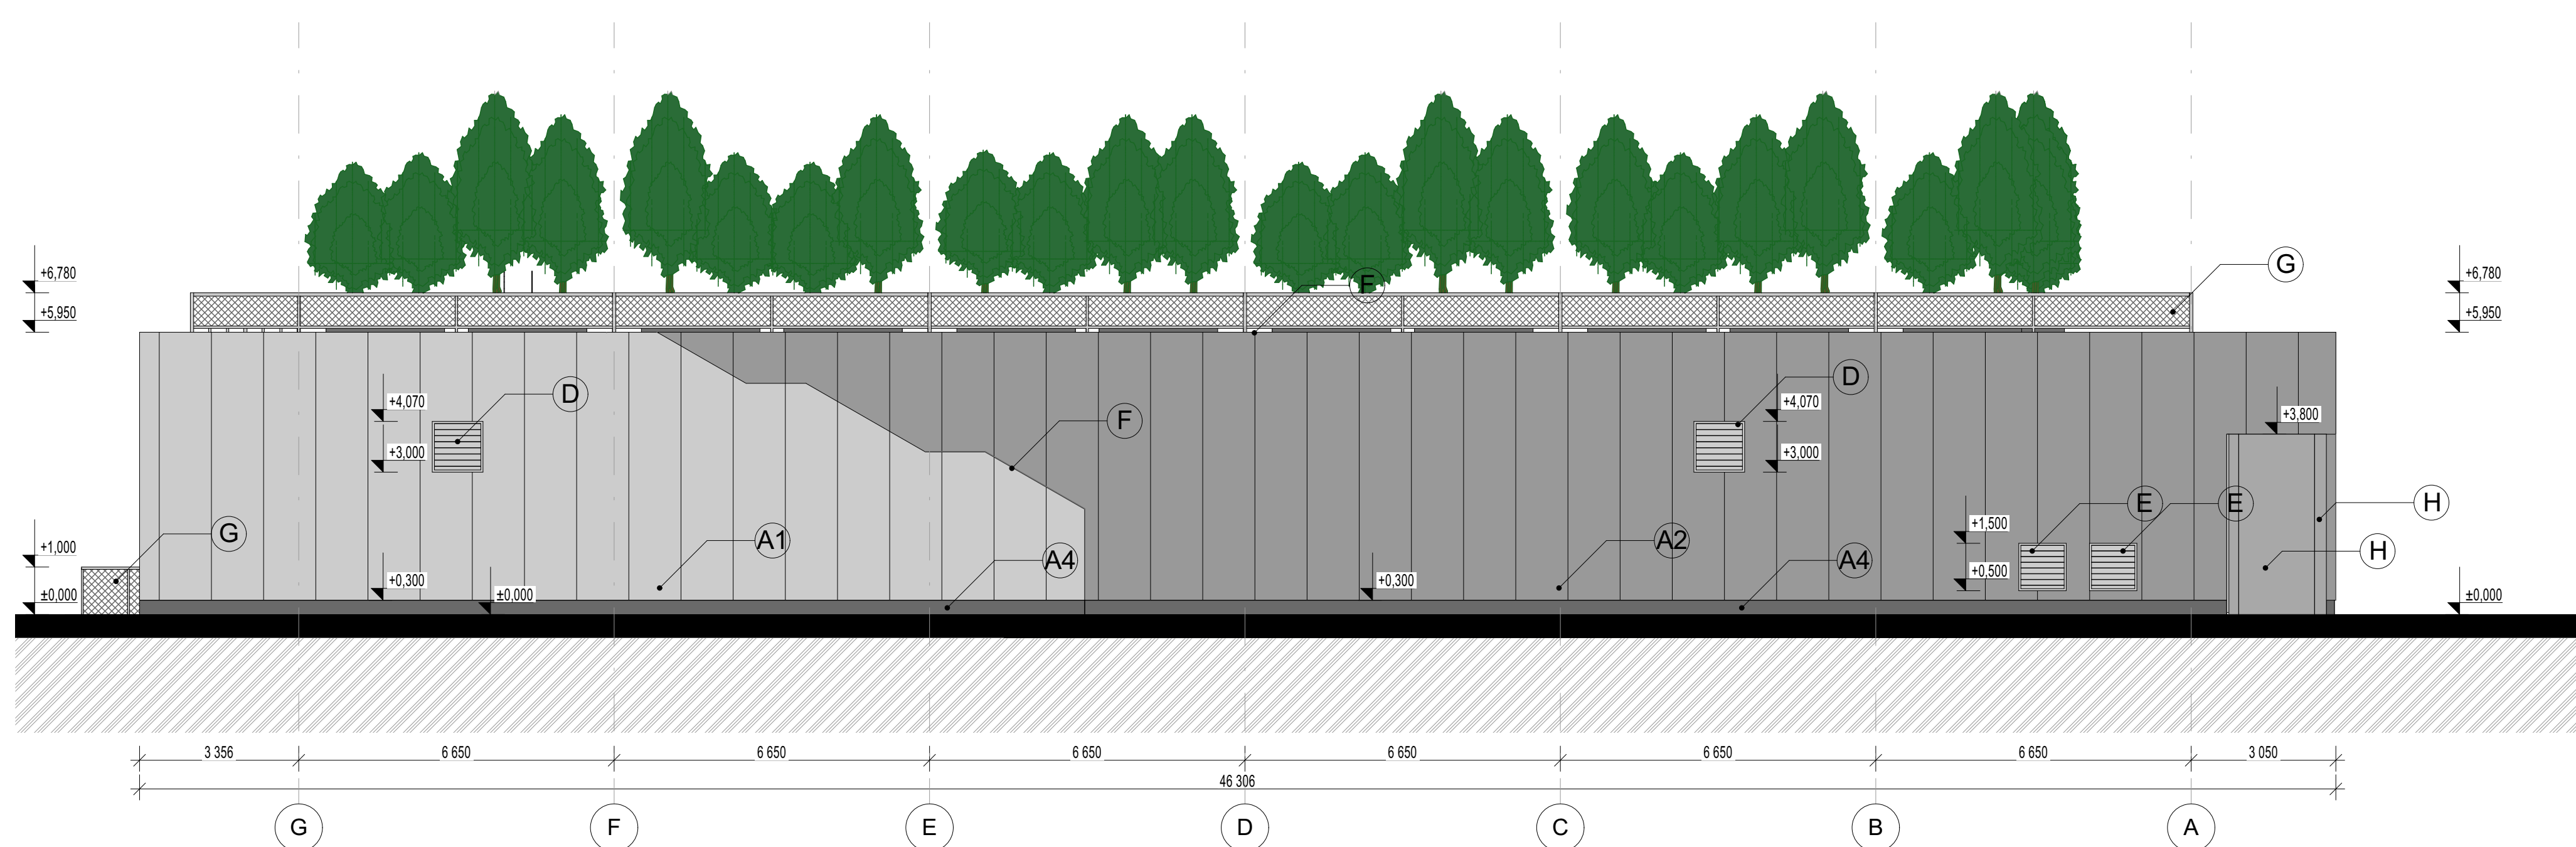 G
+6,780
+6,780
F
+5,950
+5,950
D
D
+4,070
+4,070
+3,800
F
+3,000
+3,000
E
E
H
+1,500
G
A1
A2
+1,000
H
A4
A4
+0,500
+0,300
+0,300
±0,000
±0,000
±0,000
3 356
6 650
6 650
6 650
6 650
6 650
6 650
3 050
46 306
G
F
E
D
C
B
A